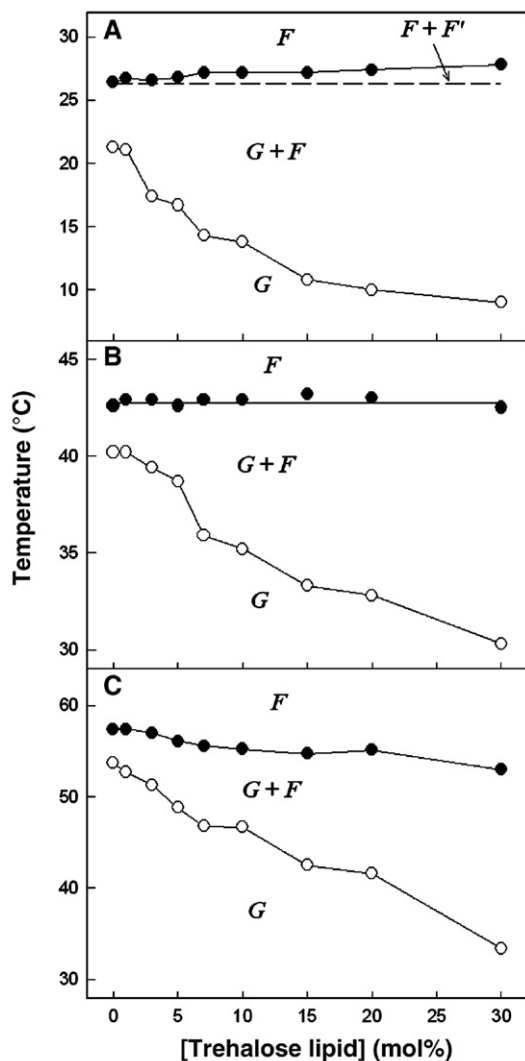 A
F
F + F'
30
25
G + F
20
15
G
10
B
F
45
G + F
40
35
G
30
Temperature (°C)
C
F
60
G + F
50
40
G
30
0 5 10 15 20 25 30
[Trehalose lipid] (mol%)